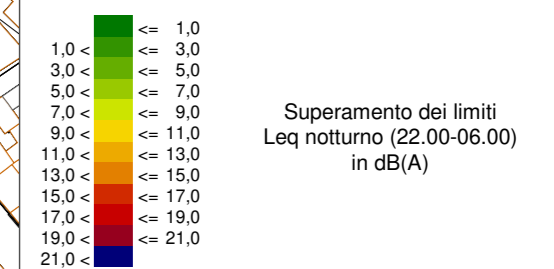 <= 1,0
1,0 < <= 3,0
3,0 < <= 5,0
5,0 < <= 7,0
7,0 < <= 9,0
9,0 < <= 11,0
11,0 < <= 13,0
13,0 < <= 15,0
15,0 < <= 17,0
17,0 < <= 19,0
19,0 < <= 21,0
21,0 <
Superamento dei limiti
Leq notturno (22.00-06.00)
in dB(A)